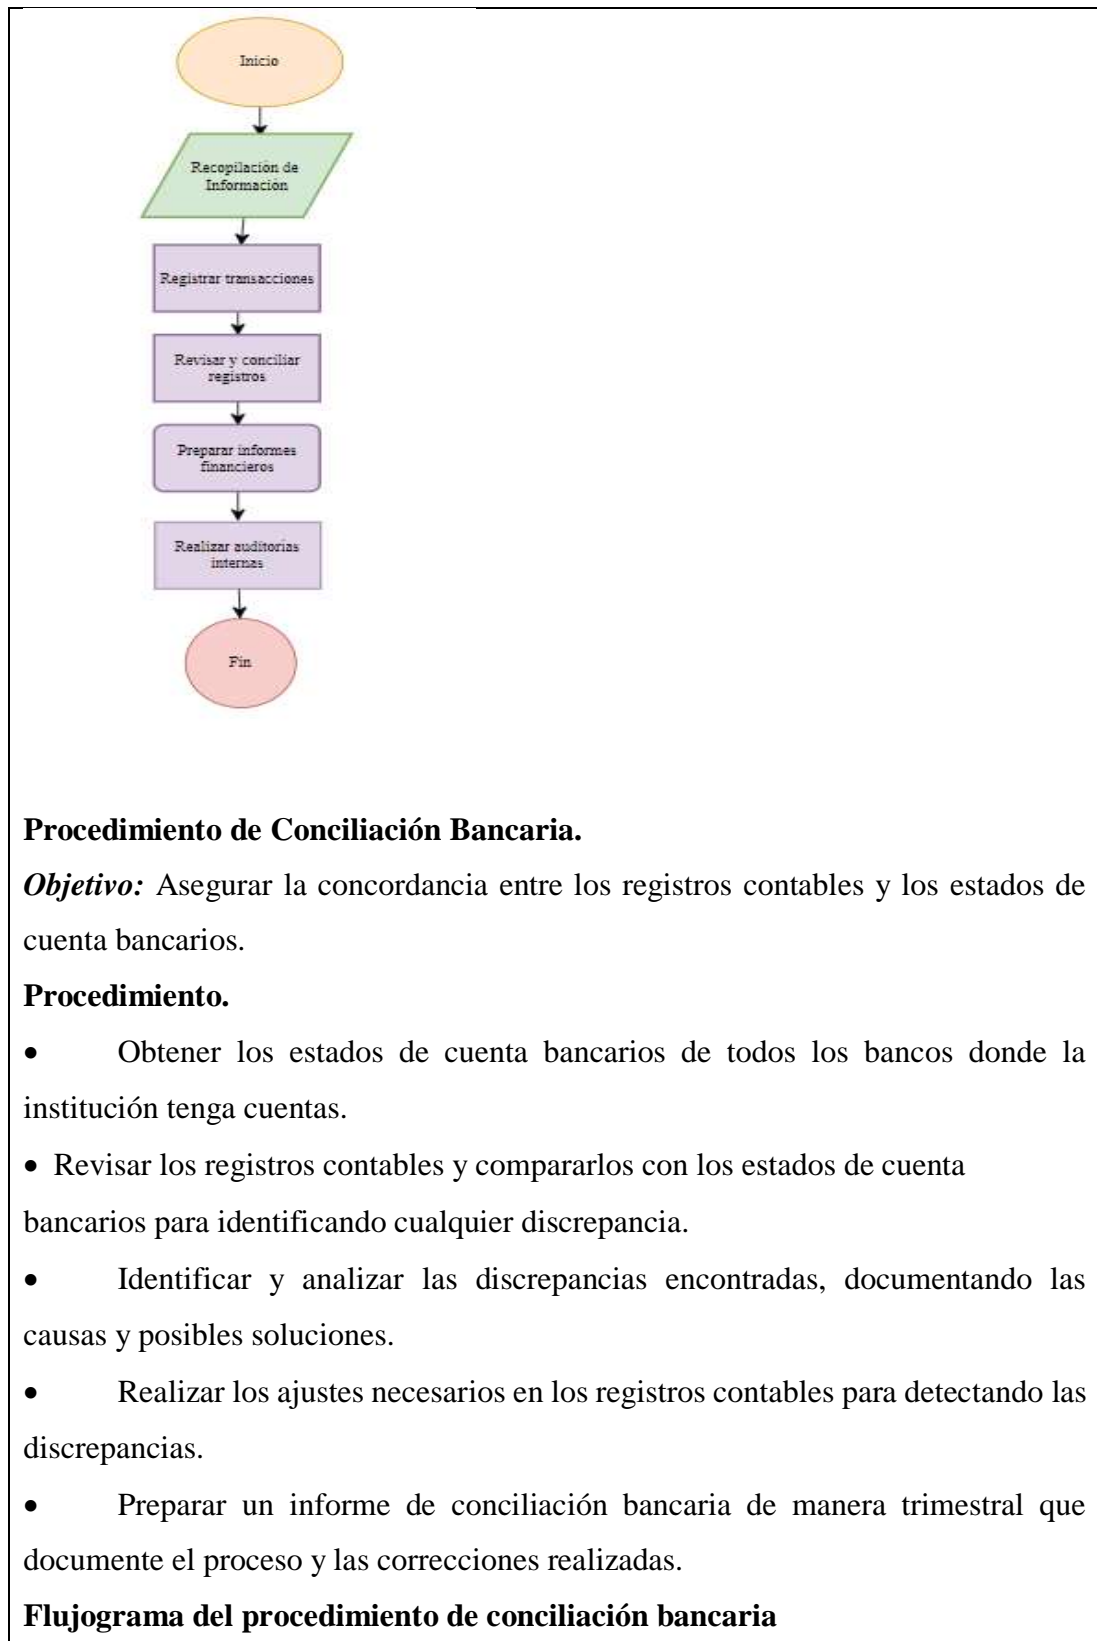 Inicio
Recopilación de
Información
Registrar transacciones
Revisar y conciliar
registros
Preparar informes
financieros
Realizar auditorías
internas
Fin
Procedimiento de Conciliación Bancaria.
Objetivo: Asegurar la concordancia entre los registros contables y los estados de
cuenta bancarios.
Procedimiento.
• Obtener los estados de cuenta bancarios de todos los bancos donde la
institución tenga cuentas.
• Revisar los registros contables y compararlos con los estados de cuenta
bancarios para identificando cualquier discrepancia.
• Identificar y analizar las discrepancias encontradas, documentando las
causas y posibles soluciones.
• Realizar los ajustes necesarios en los registros contables para detectando las
discrepancias.
• Preparar un informe de conciliación bancaria de manera trimestral que
documente el proceso y las correcciones realizadas.
Flujograma del procedimiento de conciliación bancaria